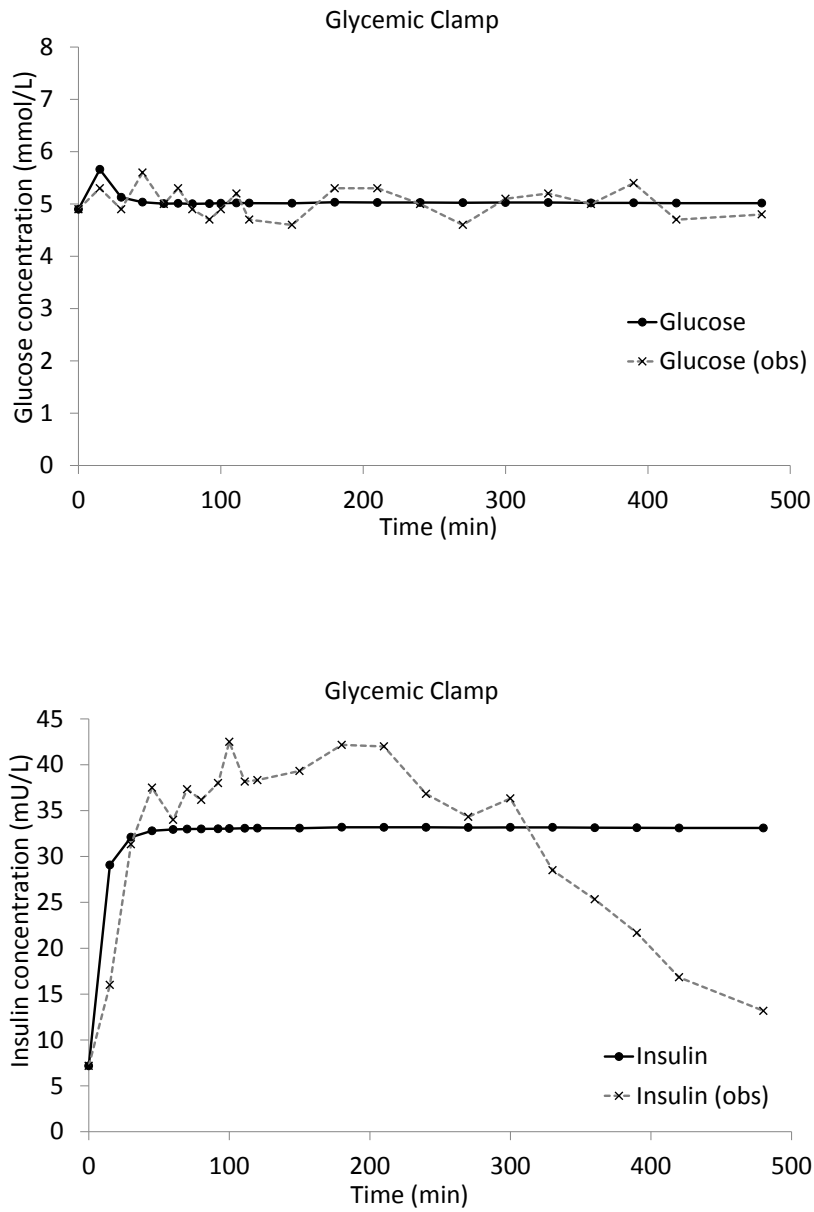 Glycemic Clamp
8
7
6
5
4
3
2
1
0
Glucose concentration (mmol/L)
Glucose
Glucose (obs)
0 100 200 300 400 500
Time (min)
Glycemic Clamp
45
40
35
30
25
20
15
10
5
0
Insulin concentration (mU/L)
Insulin
Insulin (obs)
0 100 200 300 400 500
Time (min)